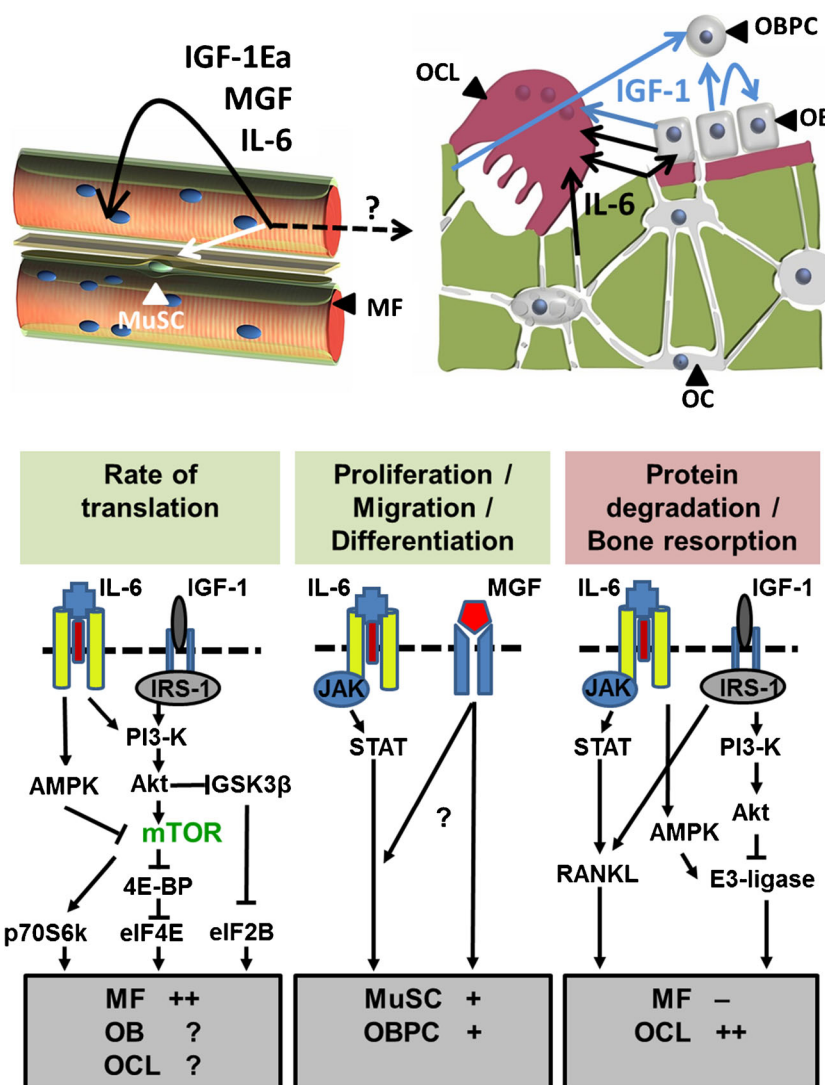 IGF-1Ea
MGF
IL-6
?
MuSC
MF
OBPC
OCL
IGF-1
OB
IL-6
OC
Rate of
translation
Proliferation /
Migration /
Differentiation
Protein
degradation /
Bone resorption
IL-6
IGF-1
IRS-1
PI3-K
AMPK
Akt
GSK3β
mTOR
4E-BP
p70S6k
eIF4E
eIF2B
MF ++
OB ?
OCL ?
IL-6
MGF
JAK
STAT
?
MuSC +
OBPC +
IL-6
IGF-1
JAK
IRS-1
STAT
PI3-K
Akt
AMPK
RANKL
E3-ligase
MF –
OCL ++